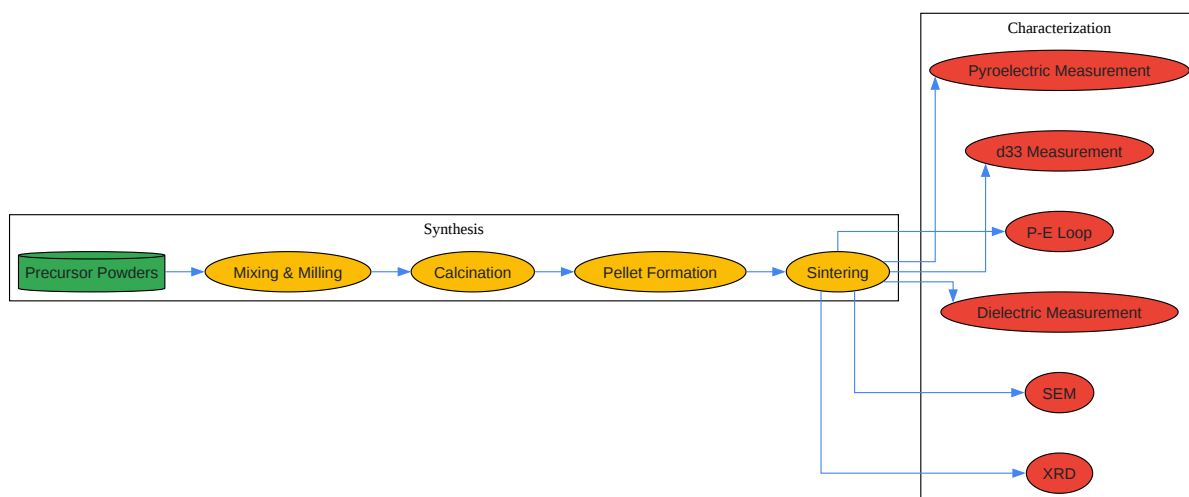 Characterization
Pyroelectric Measurement
d33 Measurement
Synthesis
P-E Loop
Precursor Powders
Mixing & Milling
Calcination
Pellet Formation
Sintering
Dielectric Measurement
SEM
XRD